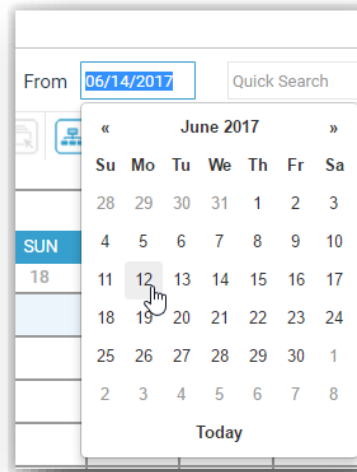 From 06/14/2017 Quick Search
« June 2017 »
Su Mo Tu We Th Fr Sa
28 29 30 31 1 2 3
4 5 6 7 8 9 10
SUN
11 12 13 14 15 16 17
18
18 19 20 21 22 23 24
25 26 27 28 29 30 1
2 3 4 5 6 7 8
Today